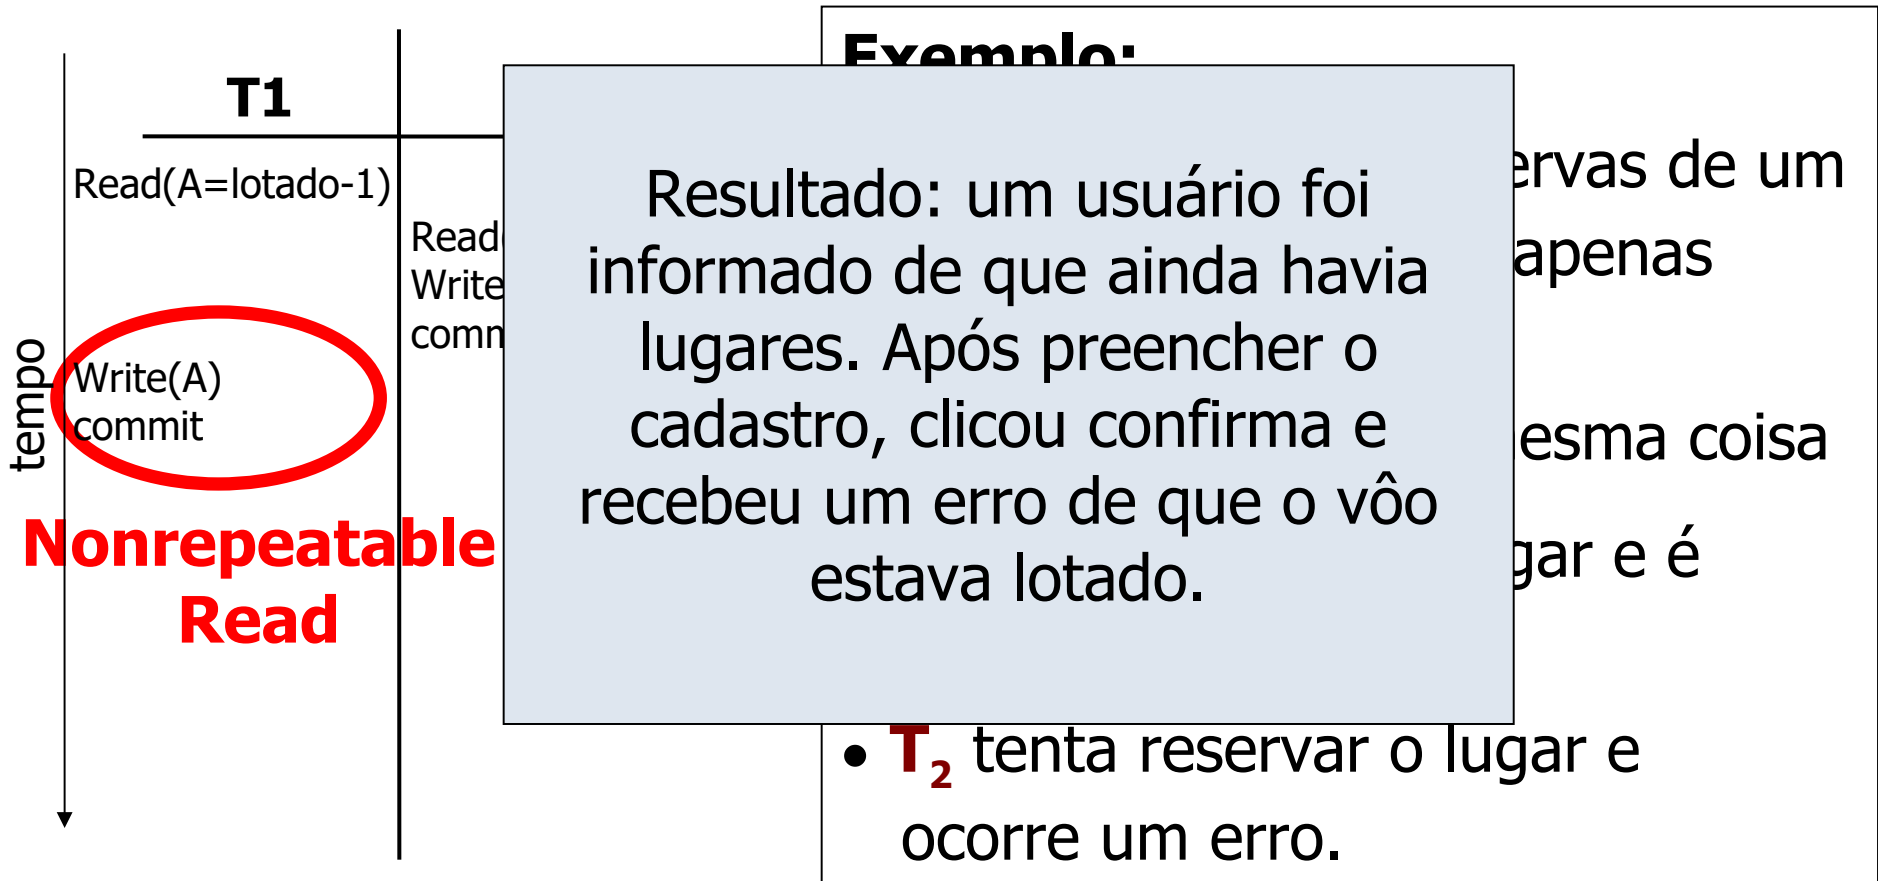 T1
Read(A=lotado-1)
Read
Write
tempo
Write(A)
commit
Nonrepeatable
Read
Exemplo:
ervas de um
apenas
esma coisa
gar e é
• T2 tenta reservar o lugar e
ocorre um erro.
Resultado: um usuário foi
informado de que ainda havia
lugares. Após preencher o
cadastro, clicou confirma e
recebeu um erro de que o vôo
estava lotado.